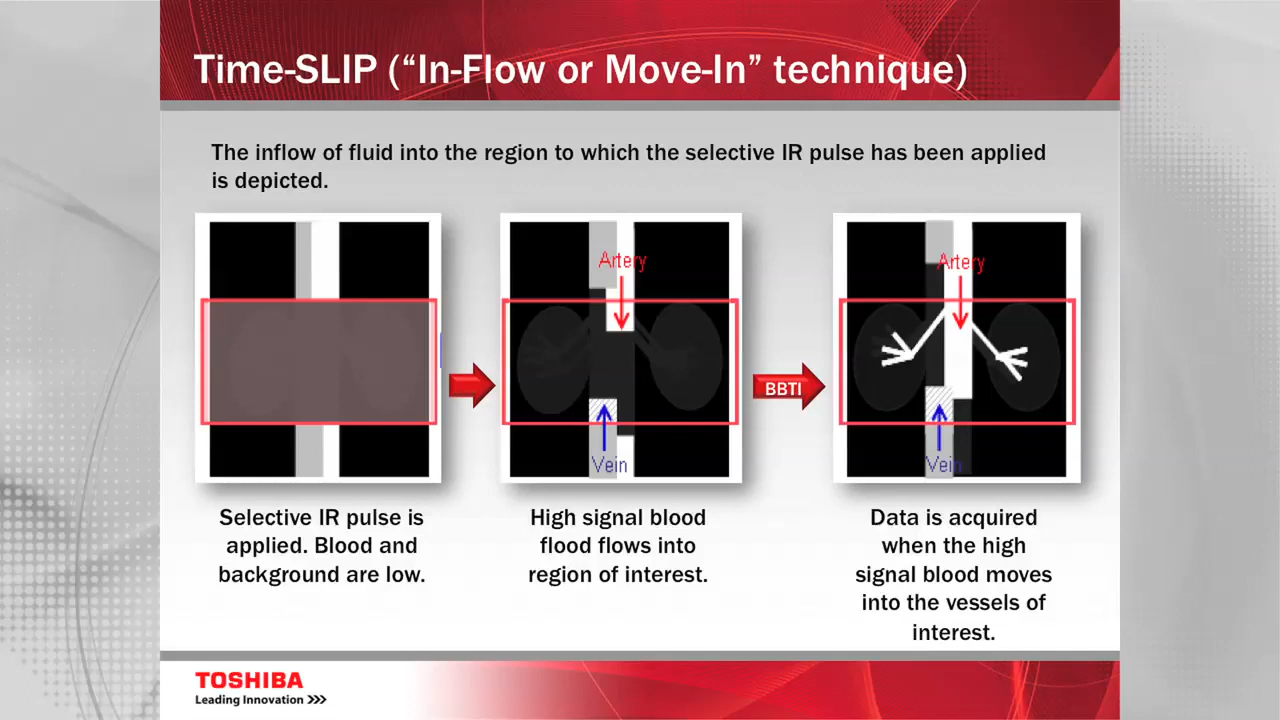 Time-SLIP (“In-Flow or Move-In” technique)
The inflow of fluid into the region to which the selective IR pulse has been applied
is depicted.
Artery
Vein
BBTI
Artery
Vein
Selective IR pulse is
applied. Blood and
background are low.
High signal blood
flood flows into
region of interest.
Data is acquired
when the high
signal blood moves
into the vessels of
interest.
TOSHIBA
Leading Innovation >>>